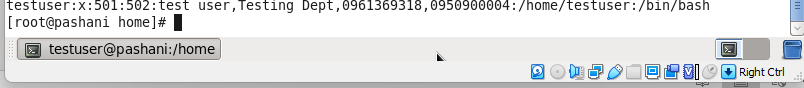 testuser:x:501:502:test user,Testing Dept,0961369318,0950900004:/home/testuser:/bin/bash
[root@pashani home]#
testuser@pashani:/home
Right Ctrl